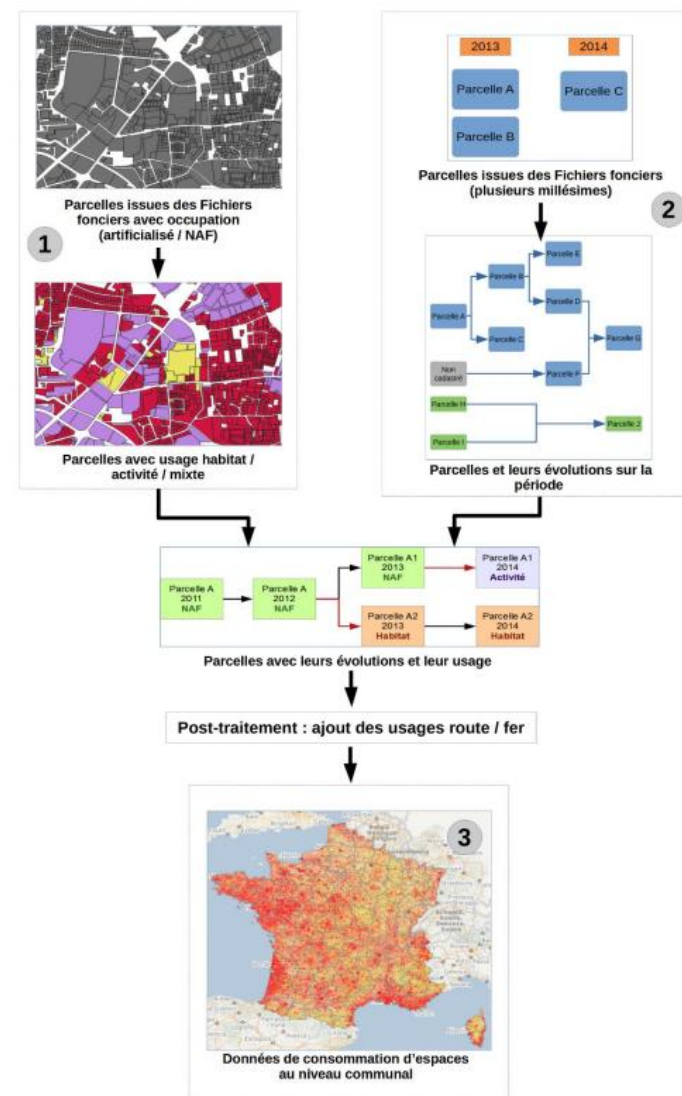 Parcelles issues des Fichiers
fonciers avec occupation
(artificialisé / NAF)
1
Parcelles avec usage habitat /
activité / mixte
2013
2014
Parcelle A
Parcelle C
Parcelle B
Parcelles issues des Fichiers fonciers
(plusieurs millésimes)
2
Parcelle E
Parcelle B
Parcelle D
Parcelle A
Parcelle C
Parcelle G
Non
cadastré
Parcelle F
Parcelle H
Parcelle J
Parcelle I
Parcelles et leurs évolutions sur la
période
Parcelle A
2011
NAF
Parcelle A
2012
NAF
Parcelle A1
2013
NAF
Parcelle A1
2014
Activité
Parcelle A2
2013
Habitat
Parcelle A2
2014
Habitat
Parcelles avec leurs évolutions et leur usage
Post-traitement : ajout des usages route / fer
3
Données de consommation d'espaces
au niveau communal